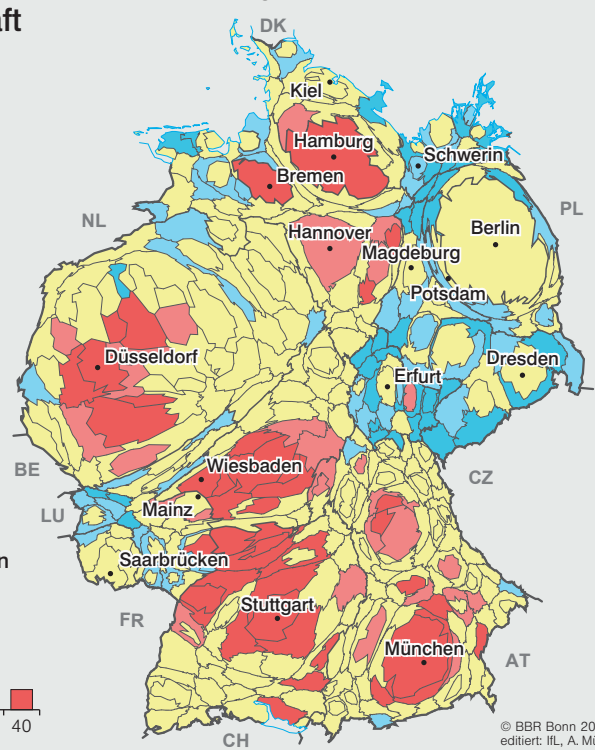 aft
DK
Kiel
Hamburg
Schwerin
Bremen
NL
PL
Hannover
Berlin
Magdeburg
Potsdam
Düsseldorf
Dresden
Erfurt
BE
Wiesbaden
CZ
Mainz
LU
n
Saarbrücken
Stuttgart
FR
München
AT
40
CH
© BBR Bonn 20
editiert: IfL, A. Mü